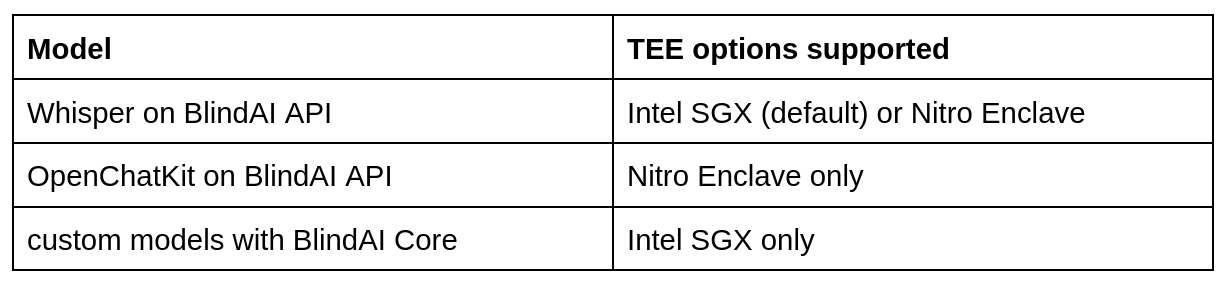 Model TEE options supported
Whisper on BlindAI API Intel SGX (default) or Nitro Enclave
OpenChatKit on BlindAI API Nitro Enclave only
custom models with BlindAI Core Intel SGX only